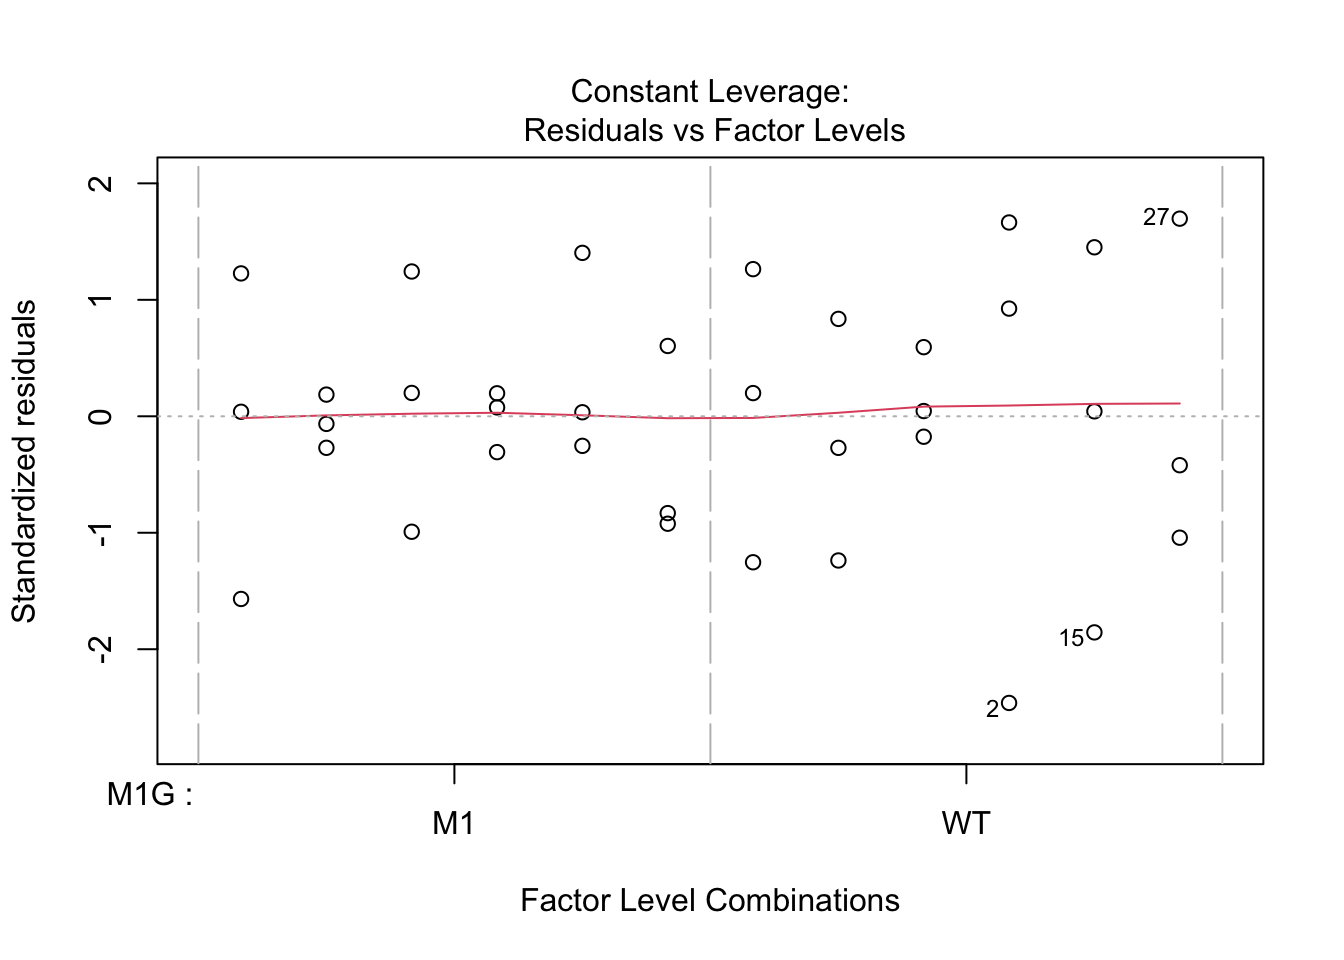 Constant Leverage:
Residuals vs Factor Levels
Standardized residuals
2
1
0
-1
-2
27
15
2
M1G :
M1
WT
Factor Level Combinations